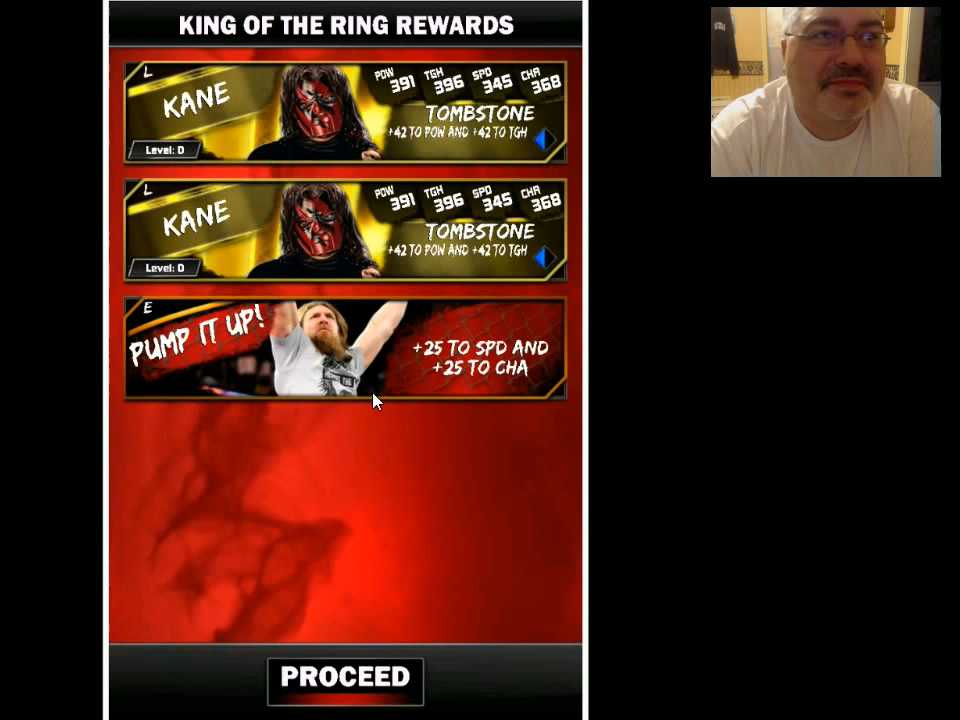 KING OF THE RING REWARDS
L
KANE
Level: D
POW 391 TGH 396 SPD 345 CHA 368
TOMBSTONE
+42 TO POW AND +42 TO TGH
L
KANE
Level: D
POW 391 TGH 396 SPD 345 CHA 368
TOMBSTONE
+42 TO POW AND +42 TO TGH
E
PUMP IT UP!
+25 TO SPD AND
+25 TO CHA
PROCEED